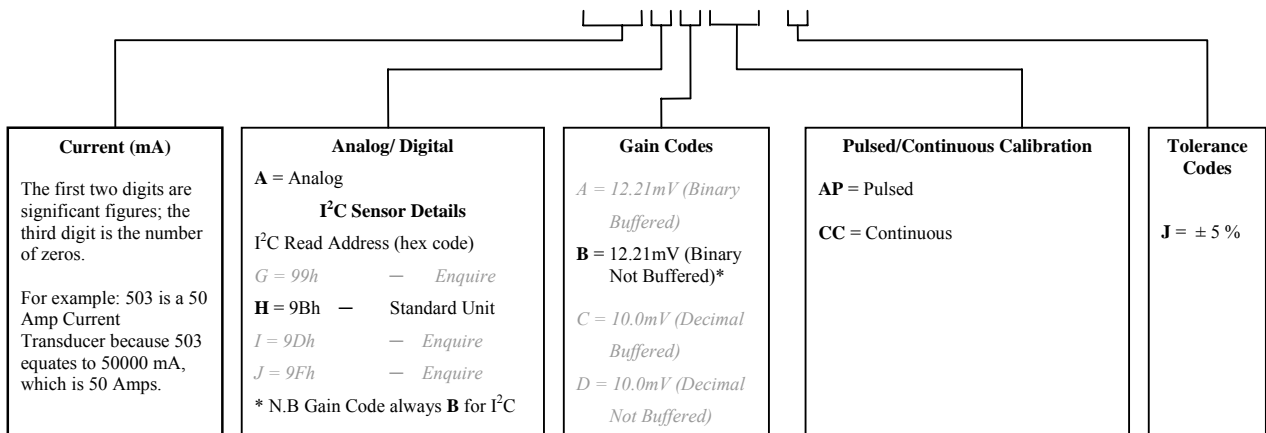 Current (mA)
The first two digits are
significant figures; the
third digit is the number
of zeros.
For example: 503 is a 50
Amp Current
Transducer because 503
equates to 50000 mA,
which is 50 Amps.
Analog/ Digital
A = Analog
I²C Sensor Details
I²C Read Address (hex code)
G = 99h – Enquire
H = 9Bh – Standard Unit
I = 9Dh – Enquire
J = 9Fh – Enquire
* N.B Gain Code always B for I²C
Gain Codes
A = 12.21mV (Binary
Buffered)
B = 12.21mV (Binary
Not Buffered)*
C = 10.0mV (Decimal
Buffered)
D = 10.0mV (Decimal
Not Buffered)
Pulsed/Continuous Calibration
AP = Pulsed
CC = Continuous
Tolerance
Codes
J = ± 5 %